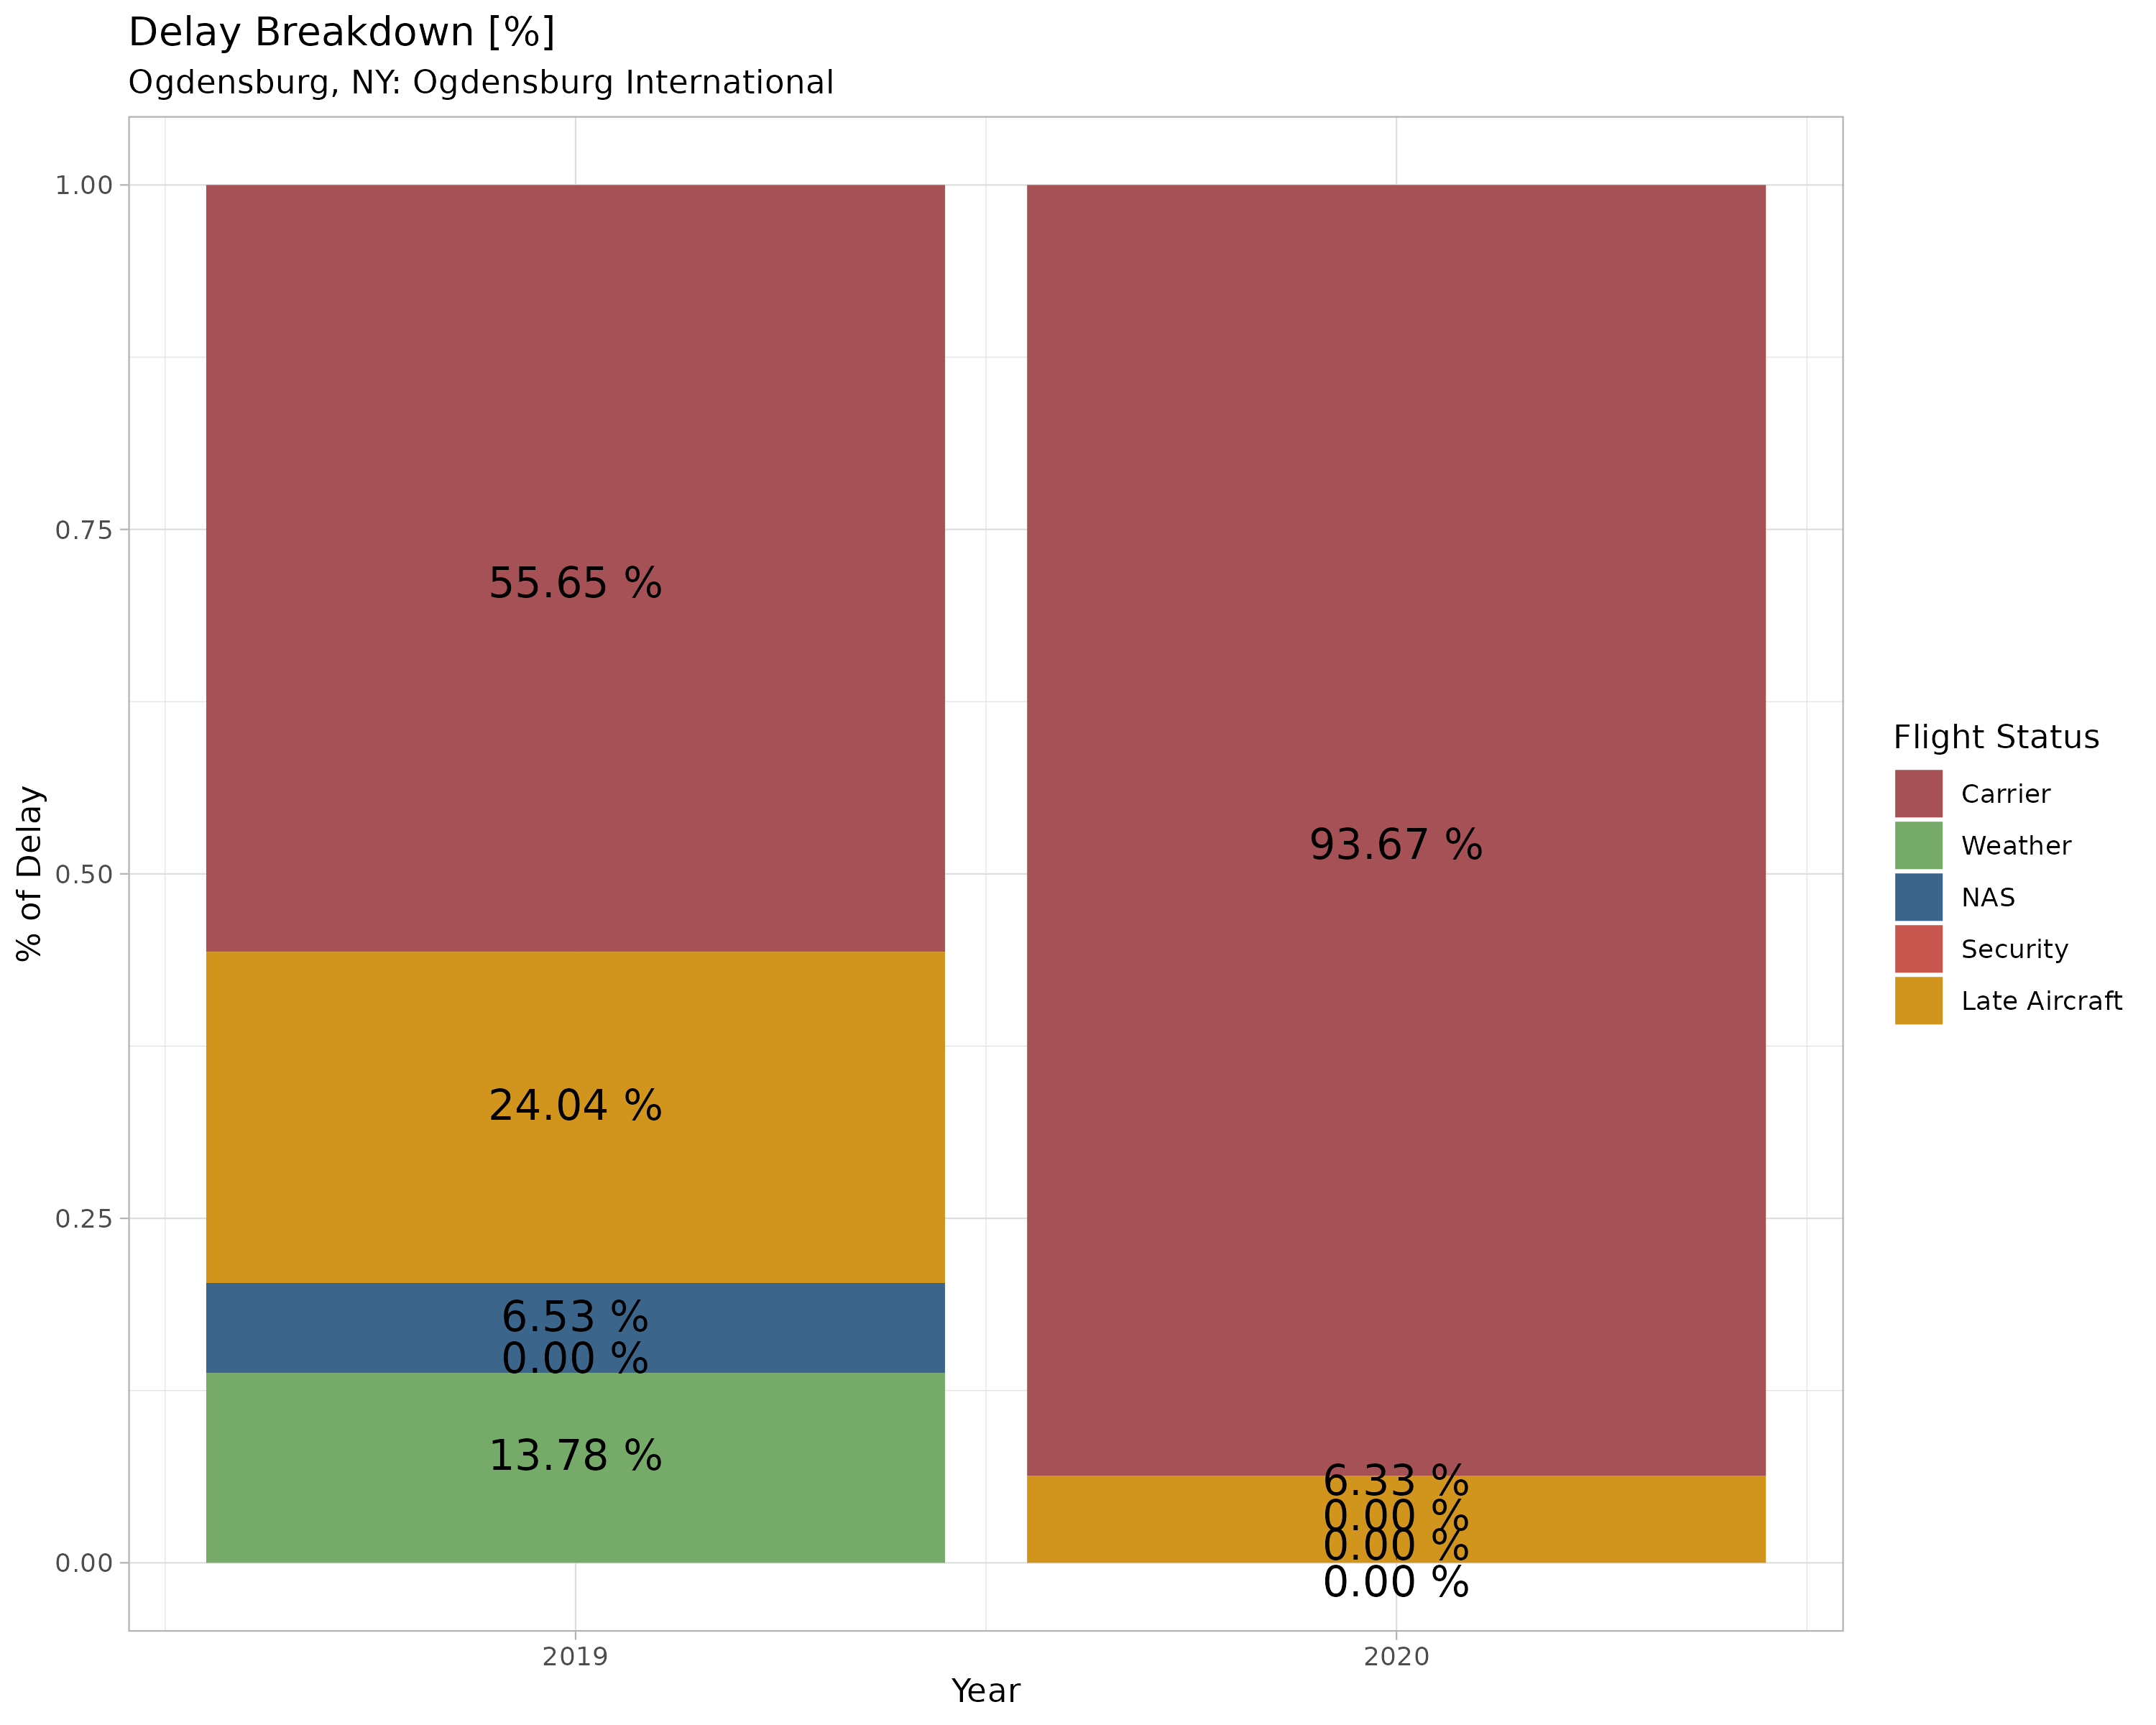 Delay Breakdown [%]
Ogdensburg, NY: Ogdensburg International
1.00
0.75
0.50
0.25
0.00
% of Delay
55.65 %
24.04 %
6.53 %
0.00 %
13.78 %
93.67 %
6.33 %
0.00 %
0.00 %
0.00 %
2019
2020
Year
Flight Status
Carrier
Weather
NAS
Security
Late Aircraft